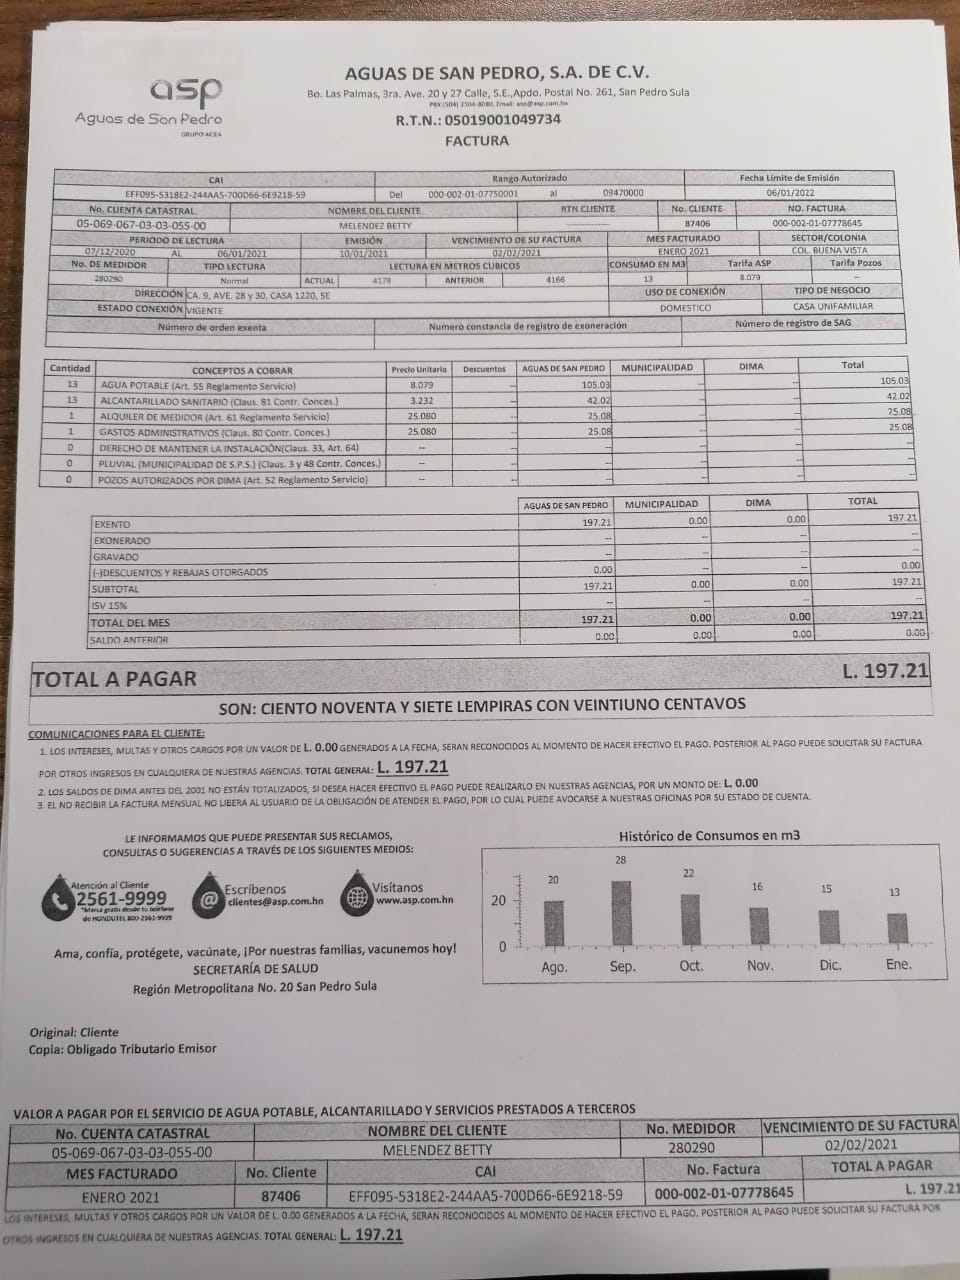 asp
Aguas de San Pedro
GRUPO ACEA
AGUAS DE SAN PEDRO, S.A. DE C.V.
Bo. Las Palmas, 3ra. Ave. 20 y 27 Calle, S.E.,Apdo. Postal No. 261, San Pedro Sula
PBX:(504) 2504-8080, Email: asp@asp.com.hn
R.T.N.: 05019001049734
FACTURA
CAI Rango Autorizado Fecha Límite de Emisión
EFF095-5318E2-244AA5-700D66-6E9218-59 Del 000-002-01-07750001 al 09470000 06/01/2022
No. CUENTA CATASTRAL NOMBRE DEL CLIENTE RTN CLIENTE No. CLIENTE NO. FACTURA
05-069-067-03-03-055-00 MELENDEZ BETTY -------------- 87406 000-002-01-07778645
PERIODO DE LECTURA EMISIÓN VENCIMIENTO DE SU FACTURA MES FACTURADO SECTOR/COLONIA
07/12/2020 AL 06/01/2021 10/01/2021 02/02/2021 ENERO 2021 COL. BUENA VISTA
No. DE MEDIDOR TIPO LECTURA LECTURA EN METROS CUBICOS CONSUMO EN M3 Tarifa ASP Tarifa Pozos
280290 Normal ACTUAL 4179 ANTERIOR 4166 13 8.079 --
DIRECCIÓN CA. 9, AVE. 28 y 30, CASA 1220, SE USO DE CONEXIÓN TIPO DE NEGOCIO
ESTADO CONEXIÓN VIGENTE DOMESTICO CASA UNIFAMILIAR
Número de orden exenta Numero constancia de registro de exoneración Número de registro de SAG
Cantidad CONCEPTOS A COBRAR Precio Unitario Descuentos AGUAS DE SAN PEDRO MUNICIPALIDAD DIMA Total
13 AGUA POTABLE (Art. 55 Reglamento Servicio) 8.079 -- 105.03 -- -- 105.03
13 ALCANTARILLADO SANITARIO (Claus. 81 Contr. Conces.) 3.232 -- 42.02 -- -- 42.02
1 ALQUILER DE MEDIDOR (Art. 61 Reglamento Servicio) 25.080 -- 25.08 -- -- 25.08
1 GASTOS ADMINISTRATIVOS (Claus. 80 Contr. Conces.) 25.080 -- 25.08 -- -- 25.08
0 DERECHO DE MANTENER LA INSTALACIÓN(Claus. 33, Art. 64) -- -- -- -- -- --
0 PLUVIAL (MUNICIPALIDAD DE S.P.S.) (Claus. 3 y 48 Contr. Conces.) -- -- -- -- -- --
0 POZOS AUTORIZADOS POR DIMA (Art. 52 Reglamento Servicio) -- -- -- -- -- --
AGUAS DE SAN PEDRO MUNICIPALIDAD DIMA TOTAL
EXENTO 197.21 0.00 0.00 197.21
EXONERADO -- -- -- --
GRAVADO -- -- -- --
(-)DESCUENTOS Y REBAJAS OTORGADOS 0.00 -- -- 0.00
SUBTOTAL 197.21 0.00 0.00 197.21
ISV 15% -- -- -- --
TOTAL DEL MES 197.21 0.00 0.00 197.21
SALDO ANTERIOR 0.00 0.00 0.00 0.00
TOTAL A PAGAR L. 197.21
SON: CIENTO NOVENTA Y SIETE LEMPIRAS CON VEINTIUNO CENTAVOS
COMUNICACIONES PARA EL CLIENTE:
1. LOS INTERESES, MULTAS Y OTROS CARGOS POR UN VALOR DE L. 0.00 GENERADOS A LA FECHA, SERAN RECONOCIDOS AL MOMENTO DE HACER EFECTIVO EL PAGO. POSTERIOR AL PAGO PUEDE SOLICITAR SU FACTURA
POR OTROS INGRESOS EN CUALQUIERA DE NUESTRAS AGENCIAS. TOTAL GENERAL: L. 197.21
2. LOS SALDOS DE DIMA ANTES DEL 2001 NO ESTÁN TOTALIZADOS, SI DESEA HACER EFECTIVO EL PAGO PUEDE REALIZARLO EN NUESTRAS AGENCIAS, POR UN MONTO DE: L. 0.00
3. EL NO RECIBIR LA FACTURA MENSUAL NO LIBERA AL USUARIO DE LA OBLIGACIÓN DE ATENDER EL PAGO, POR LO CUAL PUEDE AVOCARSE A NUESTRAS OFICINAS POR SU ESTADO DE CUENTA.
LE INFORMAMOS QUE PUEDE PRESENTAR SUS RECLAMOS,
CONSULTAS O SUGERENCIAS A TRAVÉS DE LOS SIGUIENTES MEDIOS:
Atención al Cliente
2561-9999
*Marca gratis desde tu teléfono
de HONDUTEL 800-2561-9999
@ Escríbenos
clientes@asp.com.hn
Visítanos
www.asp.com.hn
Ama, confía, protégete, vacúnate, ¡Por nuestras familias, vacunemos hoy!
SECRETARÍA DE SALUD
Región Metropolitana No. 20 San Pedro Sula
Histórico de Consumos en m3
20 28 22 16 15 13
20
0
Ago. Sep. Oct. Nov. Dic. Ene.
Original: Cliente
Copia: Obligado Tributario Emisor
VALOR A PAGAR POR EL SERVICIO DE AGUA POTABLE, ALCANTARILLADO Y SERVICIOS PRESTADOS A TERCEROS
No. CUENTA CATASTRAL NOMBRE DEL CLIENTE No. MEDIDOR VENCIMIENTO DE SU FACTURA
05-069-067-03-03-055-00 MELENDEZ BETTY 280290 02/02/2021
MES FACTURADO No. Cliente CAI No. Factura TOTAL A PAGAR
ENERO 2021 87406 EFF095-5318E2-244AA5-700D66-6E9218-59 000-002-01-07778645 L. 197.21
LOS INTERESES, MULTAS Y OTROS CARGOS POR UN VALOR DE L. 0.00 GENERADOS A LA FECHA, SERAN RECONOCIDOS AL MOMENTO DE HACER EFECTIVO EL PAGO. POSTERIOR AL PAGO PUEDE SOLICITAR SU FACTURA POR
OTROS INGRESOS EN CUALQUIERA DE NUESTRAS AGENCIAS. TOTAL GENERAL: L. 197.21